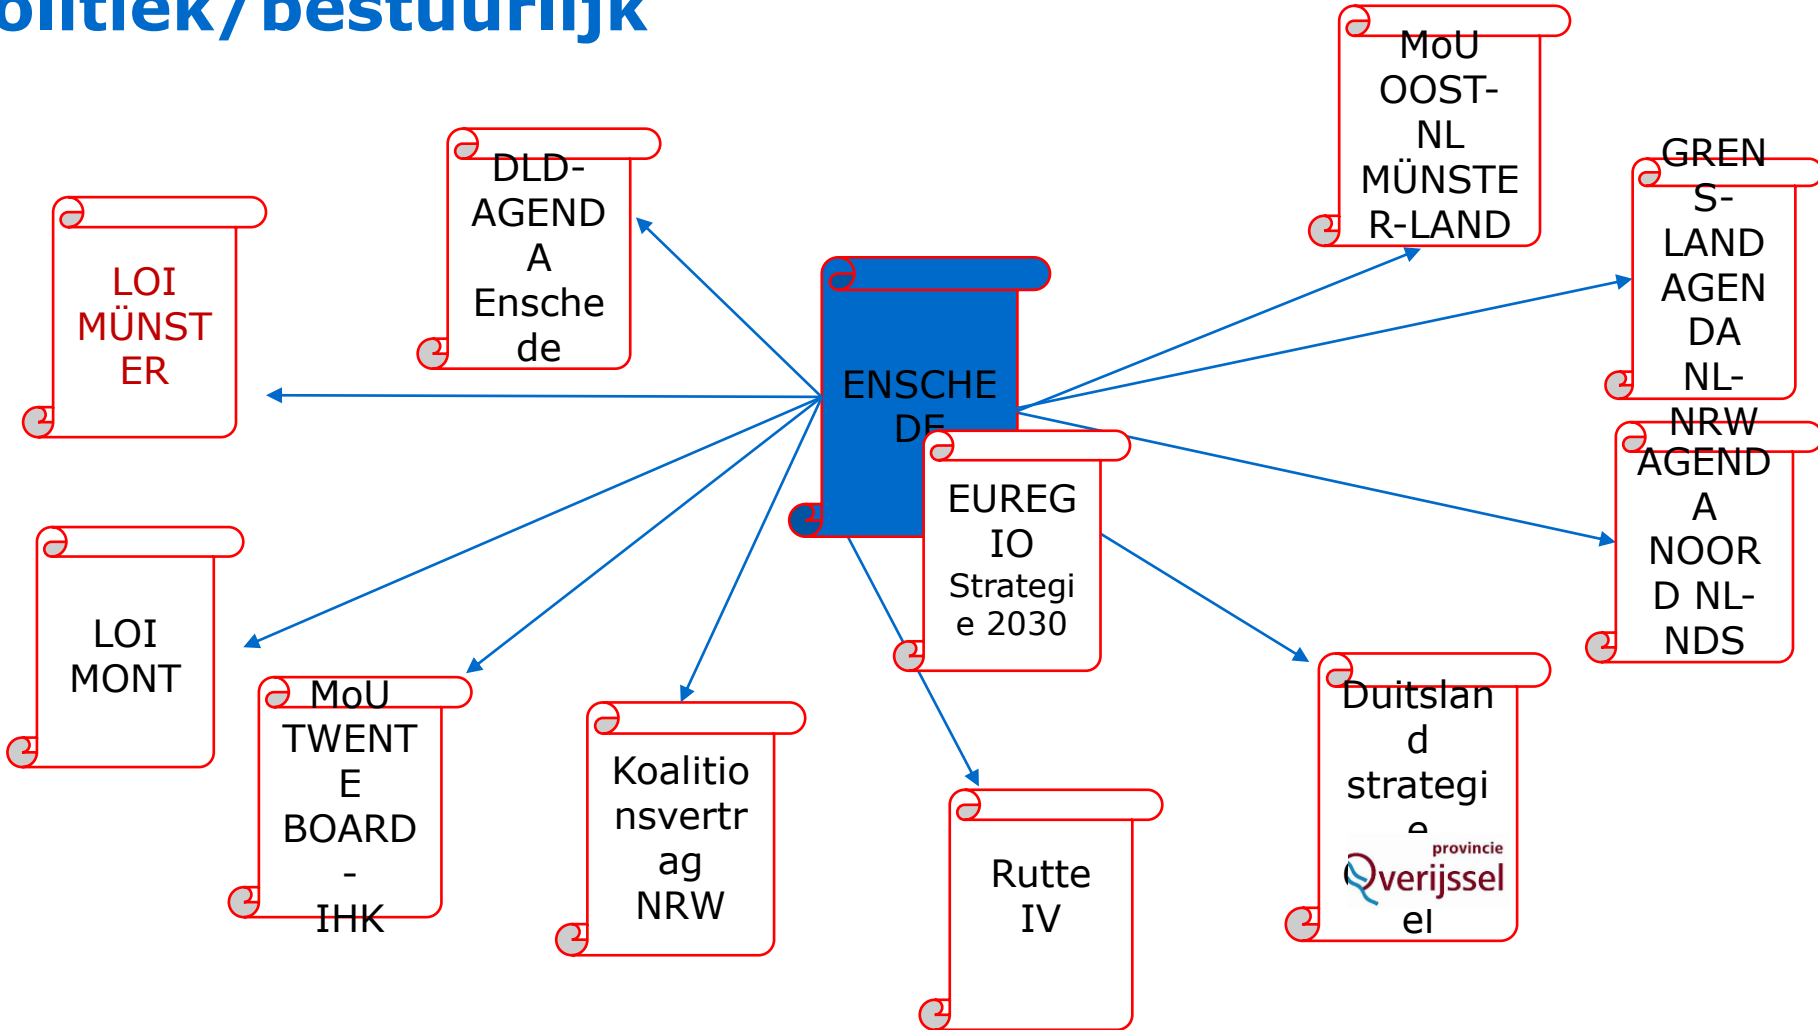 olitiek/bestuurlijk
MoU
OOST-
NL
MÜNSTE
R-LAND
GREN
S-
LAND
AGEN
DA
NL-
NRW
DLD-
AGEND
A
Ensche
de
LOI
MÜNST
ER
ENSCHE
DE
EUREG
IO
Strategi
e 2030
AGEND
A
NOOR
D NL-
NDS
LOI
MONT
MoU
TWENT
E
BOARD
-
IHK
Koalitio
nsvertr
ag
NRW
Rutte
IV
Duitslan
d
strategi
e
provincie
Overijssel
el